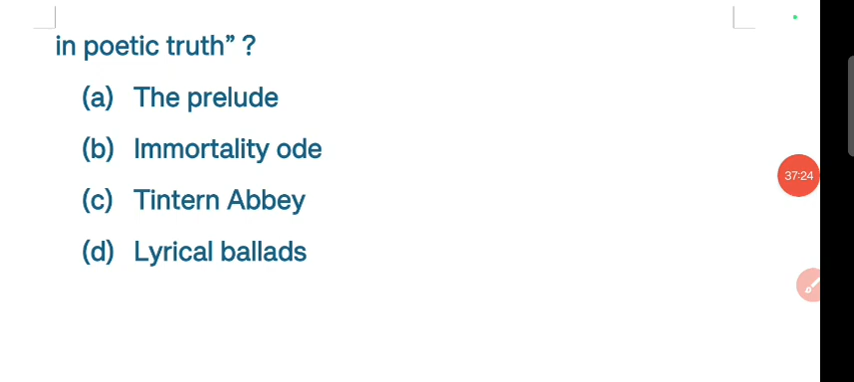 in poetic truth” ?
(a) The prelude
(b) Immortality ode
37:24
(c) Tintern Abbey
(d) Lyrical ballads